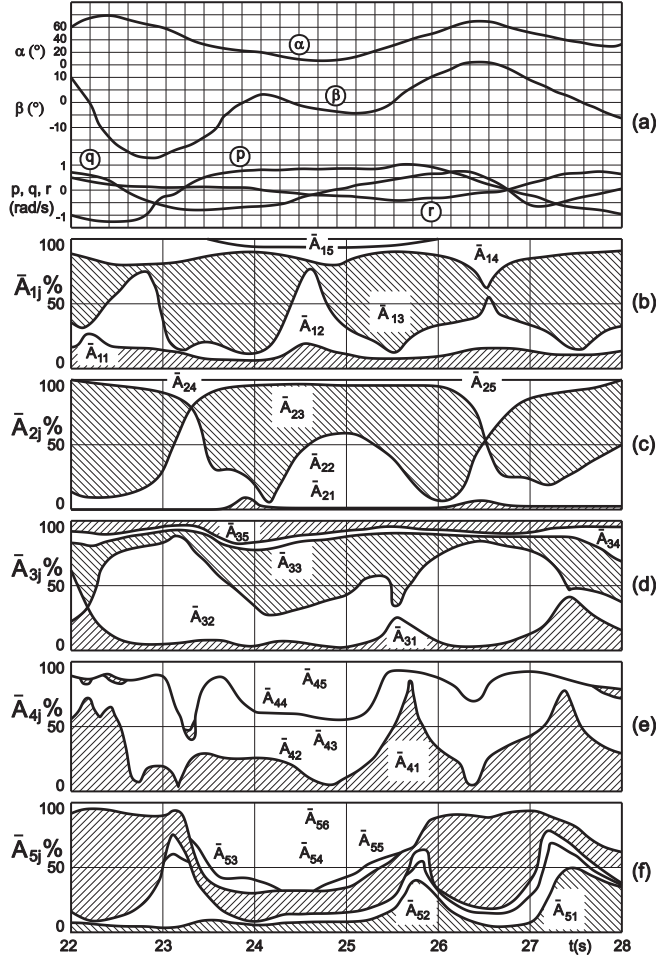 80
60
40
20
0
α (°)
α
10
0
-10
β (°)
β
(a)
q
p
1
0
-1
p, q, r
(rad/s)
r
100
50
0
Ā1j%
Ā15
Ā14
Ā13
Ā12
Ā11
(b)
100
50
0
Ā2j%
Ā24
Ā25
Ā23
Ā22
Ā21
(c)
100
50
0
Ā3j%
Ā35
Ā34
Ā33
Ā32
Ā31
(d)
100
50
0
Ā4j%
Ā45
Ā44
Ā43
Ā42
Ā41
(e)
100
50
0
Ā5j%
Ā56
Ā55
Ā53
Ā54
Ā52
Ā51
(f)
22 23 24 25 26 27 t(s) 28